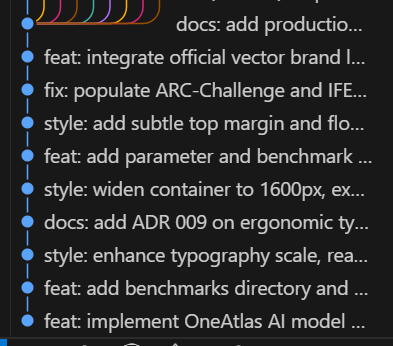 docs: add productio...
feat: integrate official vector brand l...
fix: populate ARC-Challenge and IFE...
style: add subtle top margin and flo...
feat: add parameter and benchmark ...
style: widen container to 1600px, ex...
docs: add ADR 009 on ergonomic ty...
style: enhance typography scale, rea...
feat: add benchmarks directory and ...
feat: implement OneAtlas AI model ...